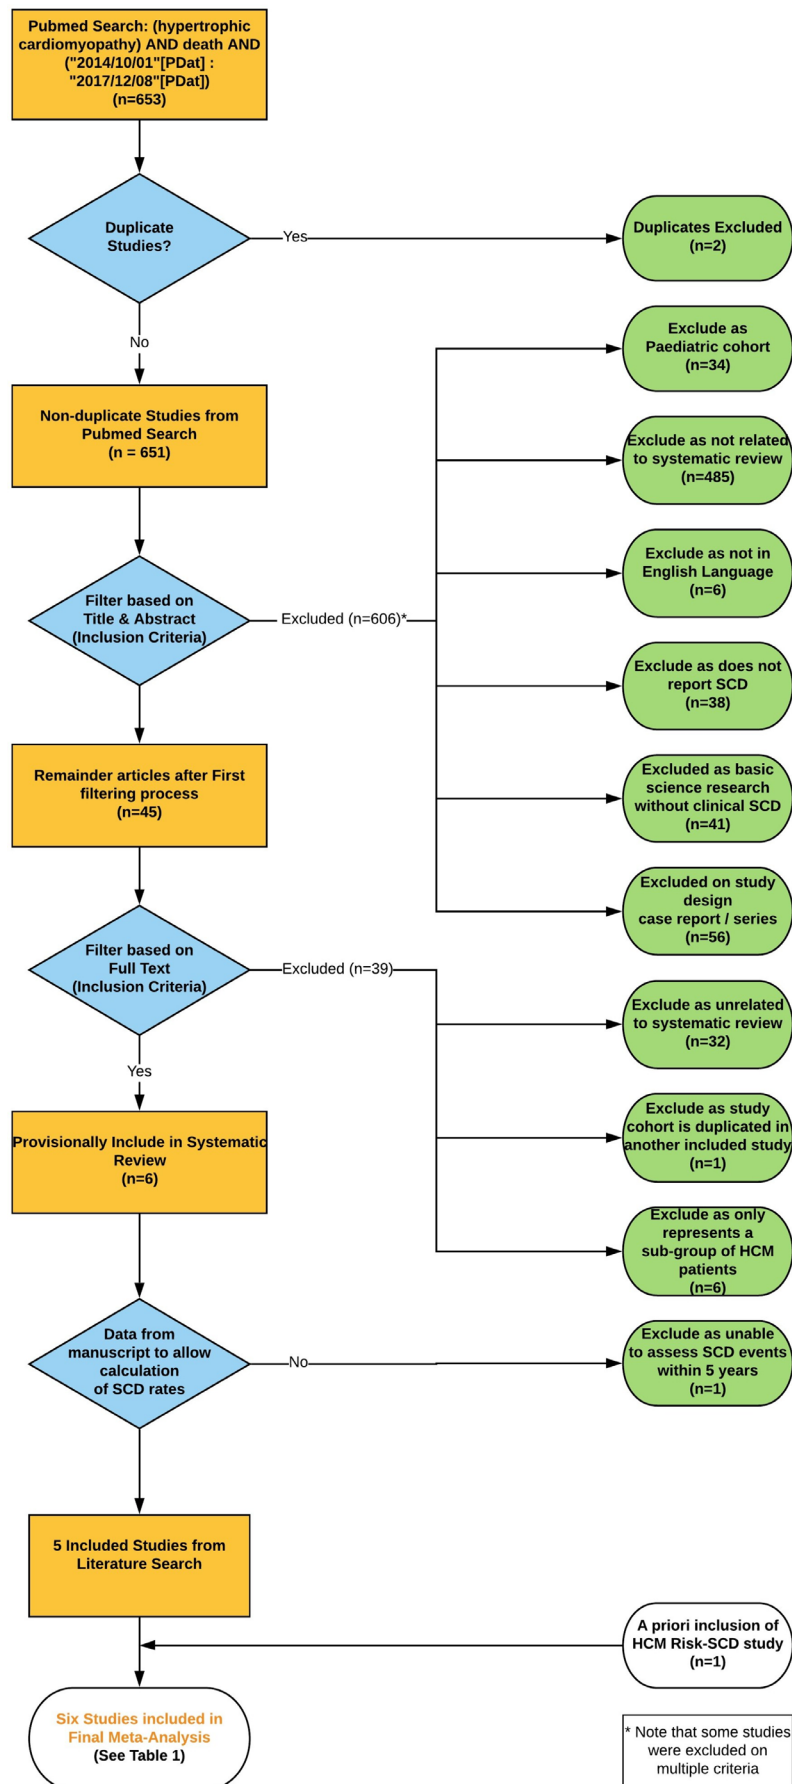 Pubmed Search: (hypertrophic
cardiomyopathy) AND death AND
("2014/10/01"[PDat] :
"2017/12/08"[PDat])
(n=653)
Duplicate
Studies?
Yes
Duplicates Excluded
(n=2)
No
Non-duplicate Studies from
Pubmed Search
(n = 651)
Filter based on
Title & Abstract
(Inclusion Criteria)
Excluded (n=606)*
Exclude as
Paediatric cohort
(n=34)
Exclude as not related
to systematic review
(n=485)
Exclude as not in
English Language
(n=6)
Exclude as does not
report SCD
(n=38)
Excluded as basic
science research
without clinical SCD
(n=41)
Excluded on study
design
case report / series
(n=56)
Remainder articles after First
filtering process
(n=45)
Filter based on
Full Text
(Inclusion Criteria)
Excluded (n=39)
Exclude as unrelated
to systematic review
(n=32)
Exclude as study
cohort is duplicated in
another included study
(n=1)
Exclude as only
represents a
sub-group of HCM
patients
(n=6)
Yes
Provisionally Include in Systematic
Review
(n=6)
Data from
manuscript to allow
calculation
of SCD rates
No
Exclude as unable
to assess SCD events
within 5 years
(n=1)
5 Included Studies from
Literature Search
A priori inclusion of
HCM Risk-SCD study
(n=1)
Six Studies included in
Final Meta-Analysis
(See Table 1)
* Note that some studies
were excluded on
multiple criteria